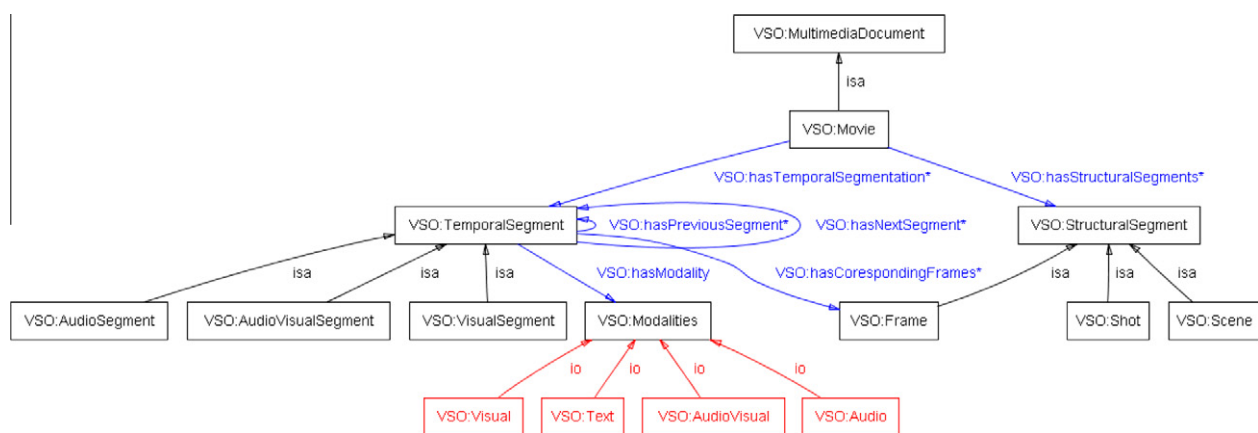 VSO:MultimediaDocument
isa
VSO:Movie
VSO:hasTemporalSegmentation*
VSO:hasStructuralSegments*
VSO:TemporalSegment
VSO:hasPreviousSegment*
VSO:hasNextSegment*
VSO:StructuralSegment
isa
isa
isa
VSO:hasModality
VSO:hasCorespondingFrames*
isa
isa
isa
VSO:AudioSegment
VSO:AudioVisualSegment
VSO:VisualSegment
VSO:Modalities
VSO:Frame
VSO:Shot
VSO:Scene
io
io
io
io
VSO:Visual
VSO:Text
VSO:AudioVisual
VSO:Audio